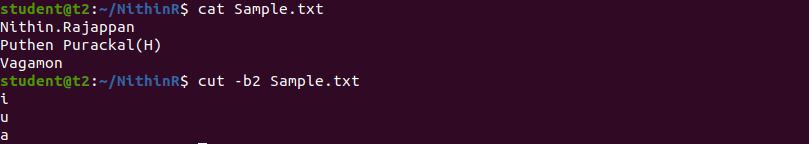 student@t2:~/NithinR$ cat Sample.txt
Nithin.Rajappan
Puthen Purackal(H)
Vagamon
student@t2:~/NithinR$ cut -b2 Sample.txt
i
u
a